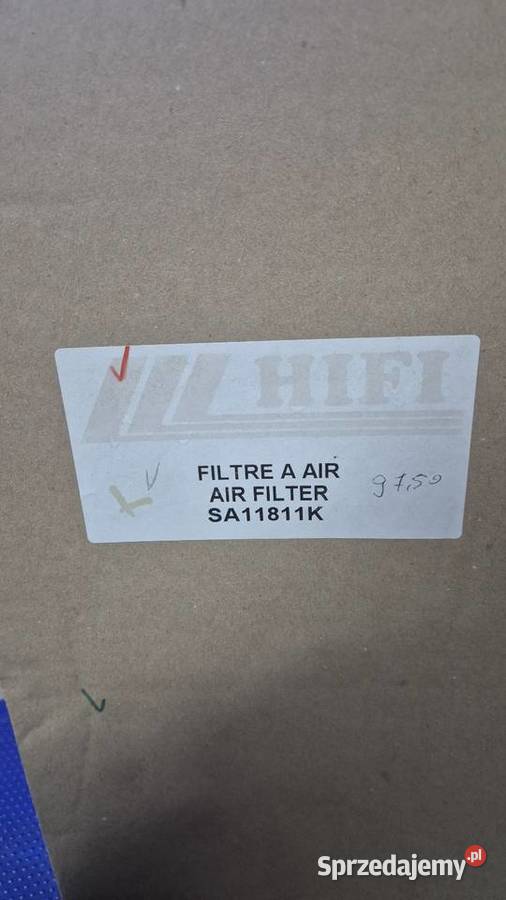 HIFI
FILTRE A AIR
AIR FILTER
SA11811K
97,50
Sprzedajemy.pl